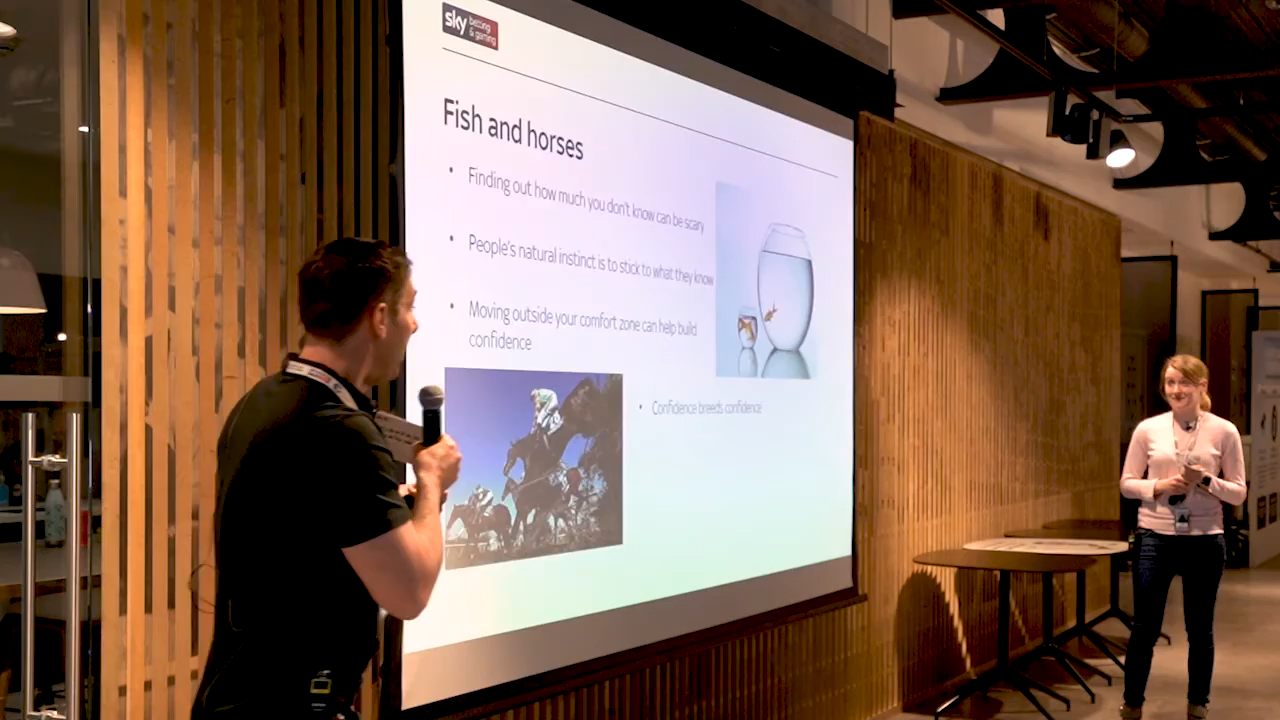 sky betting
& gaming
Fish and horses
• Finding out how much you don't know can be scary
• People's natural instinct is to stick to what they know
• Moving outside your comfort zone can help build
confidence
• Confidence breeds confidence